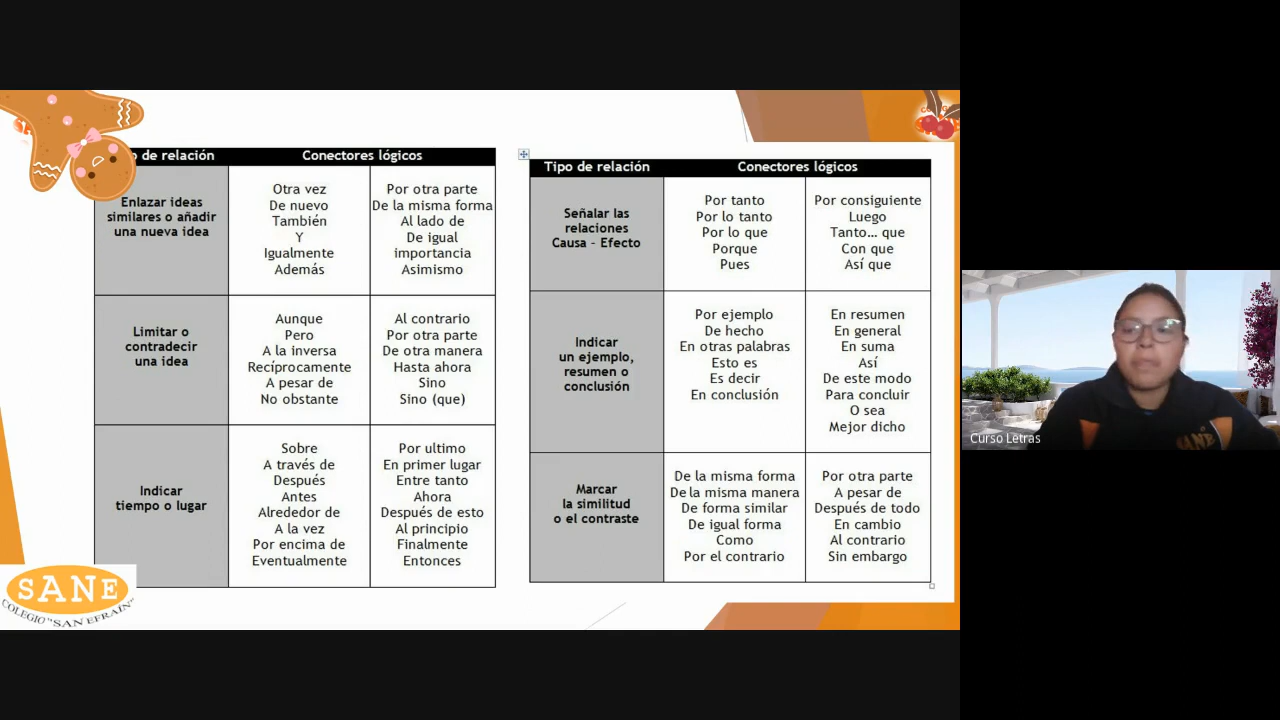 o de relación Conectores lógicos
Enlazar ideas
similares o añadir
una nueva idea
Otra vez
De nuevo
También
Y
Igualmente
Además
Por otra parte
De la misma forma
Al lado de
De igual
importancia
Asimismo
Limitar o
contradecir
una idea
Aunque
Pero
A la inversa
Recíprocamente
A pesar de
No obstante
Al contrario
Por otra parte
De otra manera
Hasta ahora
Sino
Sino (que)
Indicar
tiempo o lugar
Sobre
A través de
Después
Antes
Alrededor de
A la vez
Por encima de
Eventualmente
Por ultimo
En primer lugar
Entre tanto
Ahora
Después de esto
Al principio
Finalmente
Entonces
Tipo de relación Conectores lógicos
Señalar las
relaciones
Causa - Efecto
Por tanto
Por lo tanto
Por lo que
Porque
Pues
Por consiguiente
Luego
Tanto... que
Con que
Así que
Indicar
un ejemplo,
resumen o
conclusión
Por ejemplo
De hecho
En otras palabras
Esto es
Es decir
En conclusión
En resumen
En general
En suma
Así
De este modo
Para concluir
O sea
Mejor dicho
Marcar
la similitud
o el contraste
De la misma forma
De la misma manera
De forma similar
De igual forma
Como
Por el contrario
Por otra parte
A pesar de
Después de todo
En cambio
Al contrario
Sin embargo
SANE
COLEGIO "SAN EFRAIN"
SANE
Curso Letras